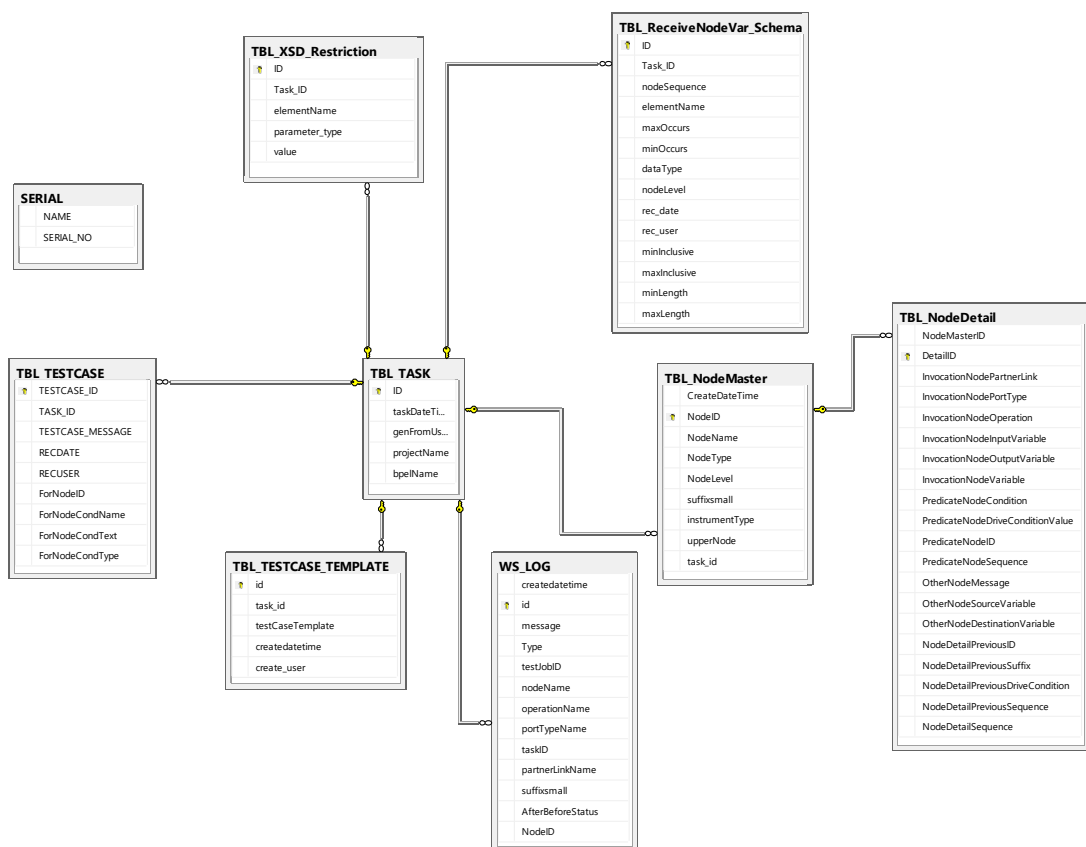 TBL_XSD_Restriction
ID
Task_ID
elementName
parameter_type
value
TBL_ReceiveNodeVar_Schema
ID
Task_ID
nodeSequence
elementName
maxOccurs
minOccurs
dataType
nodeLevel
rec_date
rec_user
minInclusive
maxInclusive
minLength
maxLength
SERIAL
NAME
SERIAL_NO
TBL_TESTCASE
TESTCASE_ID
TASK_ID
TESTCASE_MESSAGE
RECDATE
RECUSER
ForNodeID
ForNodeCondName
ForNodeCondText
ForNodeCondType
TBL_TASK
ID
taskDateTi...
genFromUs...
projectName
bpelName
TBL_NodeMaster
CreateDateTime
NodeID
NodeName
NodeType
NodeLevel
suffixsmall
instrumentType
upperNode
task_id
TBL_NodeDetail
NodeMasterID
DetailID
InvocationNodePartnerLink
InvocationNodePortType
InvocationNodeOperation
InvocationNodeInputVariable
InvocationNodeOutputVariable
InvocationNodeVariable
PredicateNodeCondition
PredicateNodeDriveConditionValue
PredicateNodeID
PredicateNodeSequence
OtherNodeMessage
OtherNodeSourceVariable
OtherNodeDestinationVariable
NodeDetailPreviousID
NodeDetailPreviousSuffix
NodeDetailPreviousDriveCondition
NodeDetailPreviousSequence
NodeDetailSequence
TBL_TESTCASE_TEMPLATE
id
task_id
testCaseTemplate
createdatetime
create_user
WS_LOG
createdatetime
id
message
Type
testJobID
nodeName
operationName
portTypeName
taskID
partnerLinkName
suffixsmall
AfterBeforeStatus
NodeID